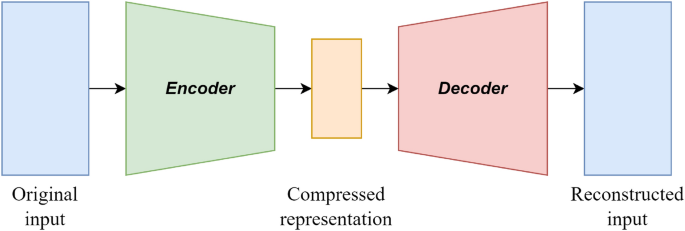 Encoder
Decoder
Original
input
Compressed
representation
Reconstructed
input